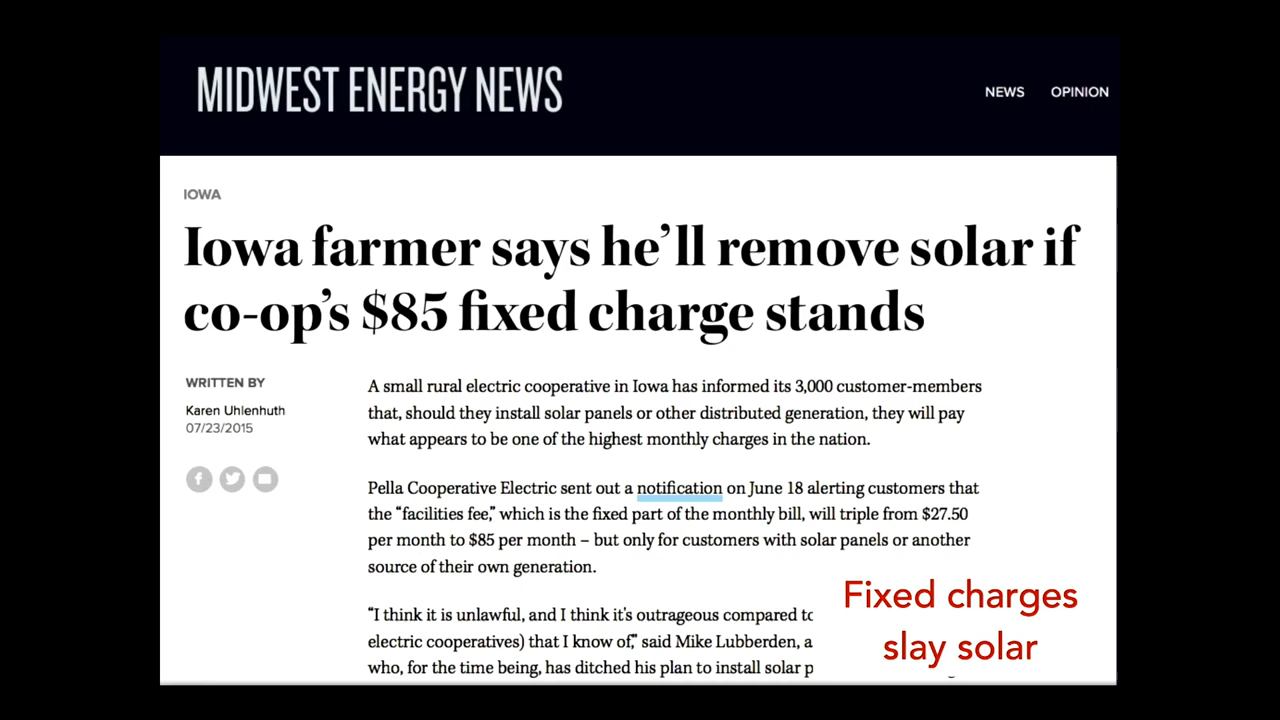 MIDWEST ENERGY NEWS
NEWS OPINION
IOWA
Iowa farmer says he’ll remove solar if
co-op’s $85 fixed charge stands
WRITTEN BY
Karen Uhlenhuth
07/23/2015
A small rural electric cooperative in Iowa has informed its 3,000 customer-members
that, should they install solar panels or other distributed generation, they will pay
what appears to be one of the highest monthly charges in the nation.
Pella Cooperative Electric sent out a notification on June 18 alerting customers that
the “facilities fee,” which is the fixed part of the monthly bill, will triple from $27.50
per month to $85 per month – but only for customers with solar panels or another
source of their own generation.
“I think it is unlawful, and I think it's outrageous compared to
electric cooperatives) that I know of,” said Mike Lubberden, a
who, for the time being, has ditched his plan to install solar p
Fixed charges
slay solar